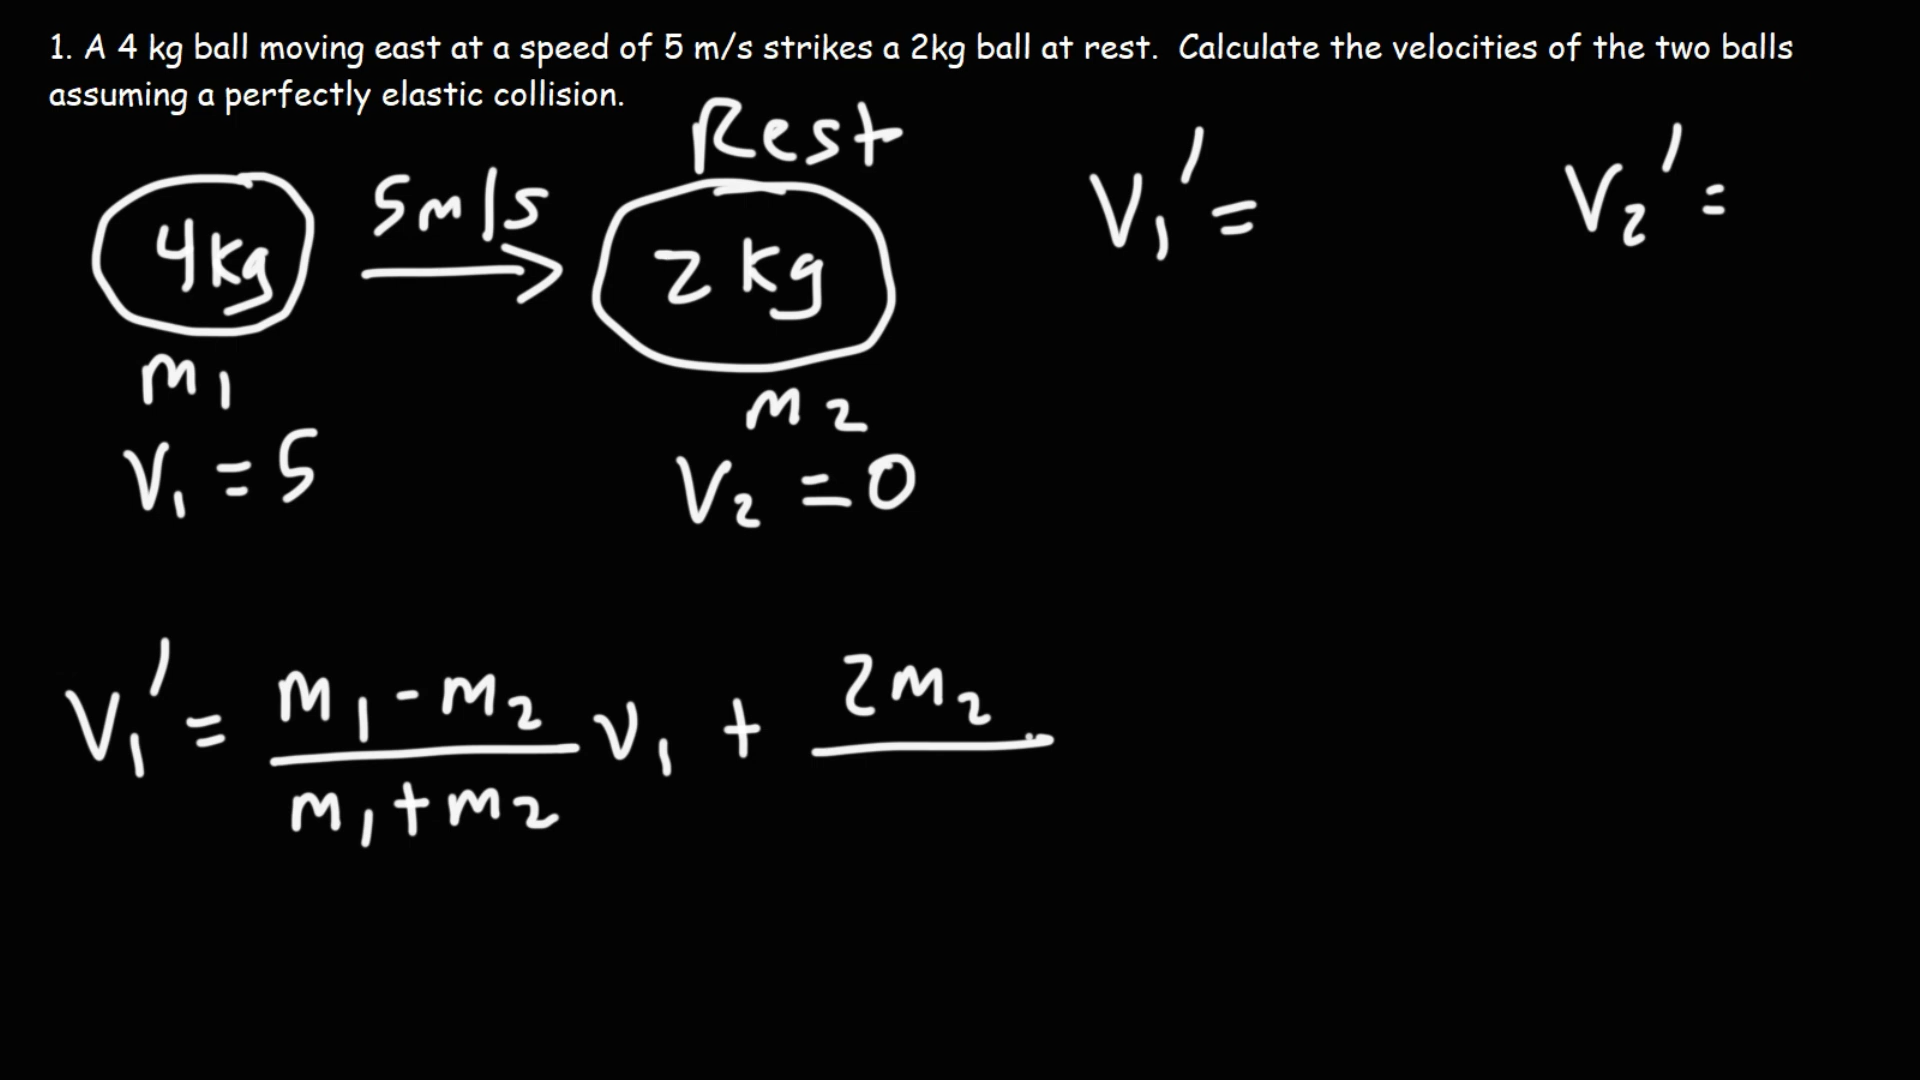 1. A 4 kg ball moving east at a speed of 5 m/s strikes a 2kg ball at rest. Calculate the velocities of the two balls
assuming a perfectly elastic collision.
Rest
4kg
5m/s
2 kg
V₁' =
V₂' =
m₁
m₂
V₁ = 5
V₂ = 0
V₁' = (m₁ - m₂)/(m₁ + m₂) V₁ + 2m₂/